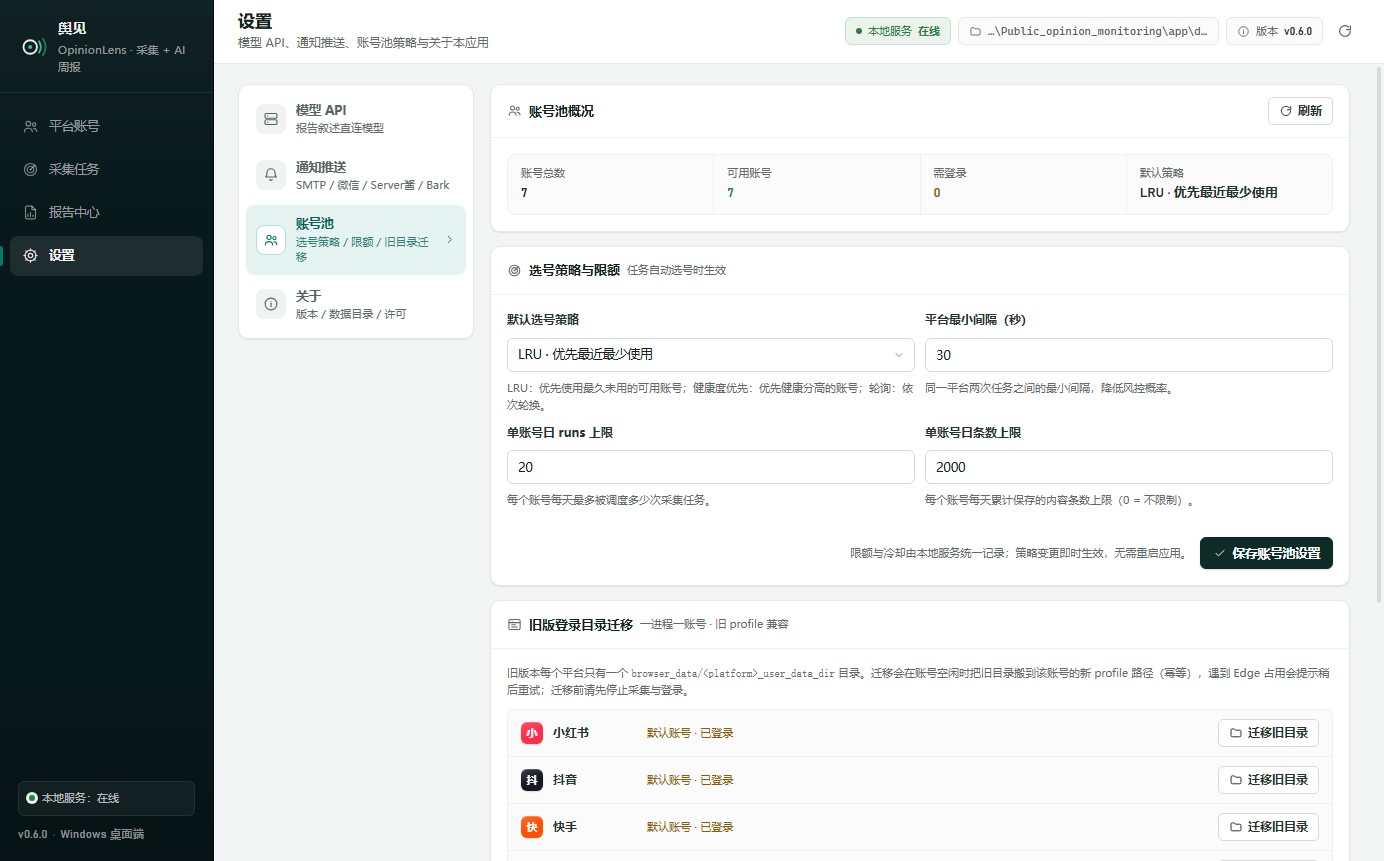 舆见
OpinionLens · 采集 + AI
周报
平台账号
采集任务
报告中心
设置
本地服务：在线
v0.6.0 · Windows 桌面端
设置
模型 API、通知推送、账号池策略与关于本应用
本地服务 在线
…\Public_opinion_monitoring\app\d…
版本 v0.6.0
模型 API
报告叙述直连模型
通知推送
SMTP / 微信 / Server酱 / Bark
账号池
选号策略 / 限额 / 旧目录迁
移
关于
版本 / 数据目录 / 许可
账号池概况
刷新
账号总数
7
可用账号
7
需登录
0
默认策略
LRU · 优先最近最少使用
选号策略与限额 任务自动选号时生效
默认选号策略
LRU · 优先最近最少使用
LRU：优先使用最久未用的可用账号；健康度优先：优先健康分高的账号；轮询：依
次轮换。
平台最小间隔（秒）
30
同一平台两次任务之间的最小间隔，降低风控概率。
单账号日 runs 上限
20
每个账号每天最多被调度多少次采集任务。
单账号日条数上限
2000
每个账号每天累计保存的内容条数上限（0 = 不限制）。
限额与冷却由本地服务统一记录；策略变更即时生效，无需重启应用。
保存账号池设置
旧版登录目录迁移 一进程一账号 · 旧 profile 兼容
旧版本每个平台只有一个 browser_data/<platform>_user_data_dir 目录。迁移会在账号空闲时把旧目录搬到该账号的新 profile 路径（幂等），遇到 Edge 占用会提示稍
后重试；迁移前请先停止采集与登录。
小 小红书 默认账号 · 已登录 迁移旧目录
抖 抖音 默认账号 · 已登录 迁移旧目录
快 快手 默认账号 · 已登录 迁移旧目录